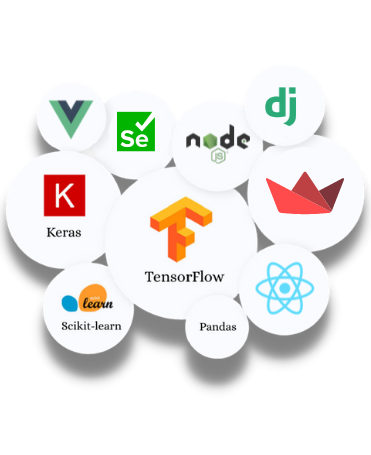 dj
Se
node
JS
K
Keras
TensorFlow
learn
Scikit-learn
Pandas